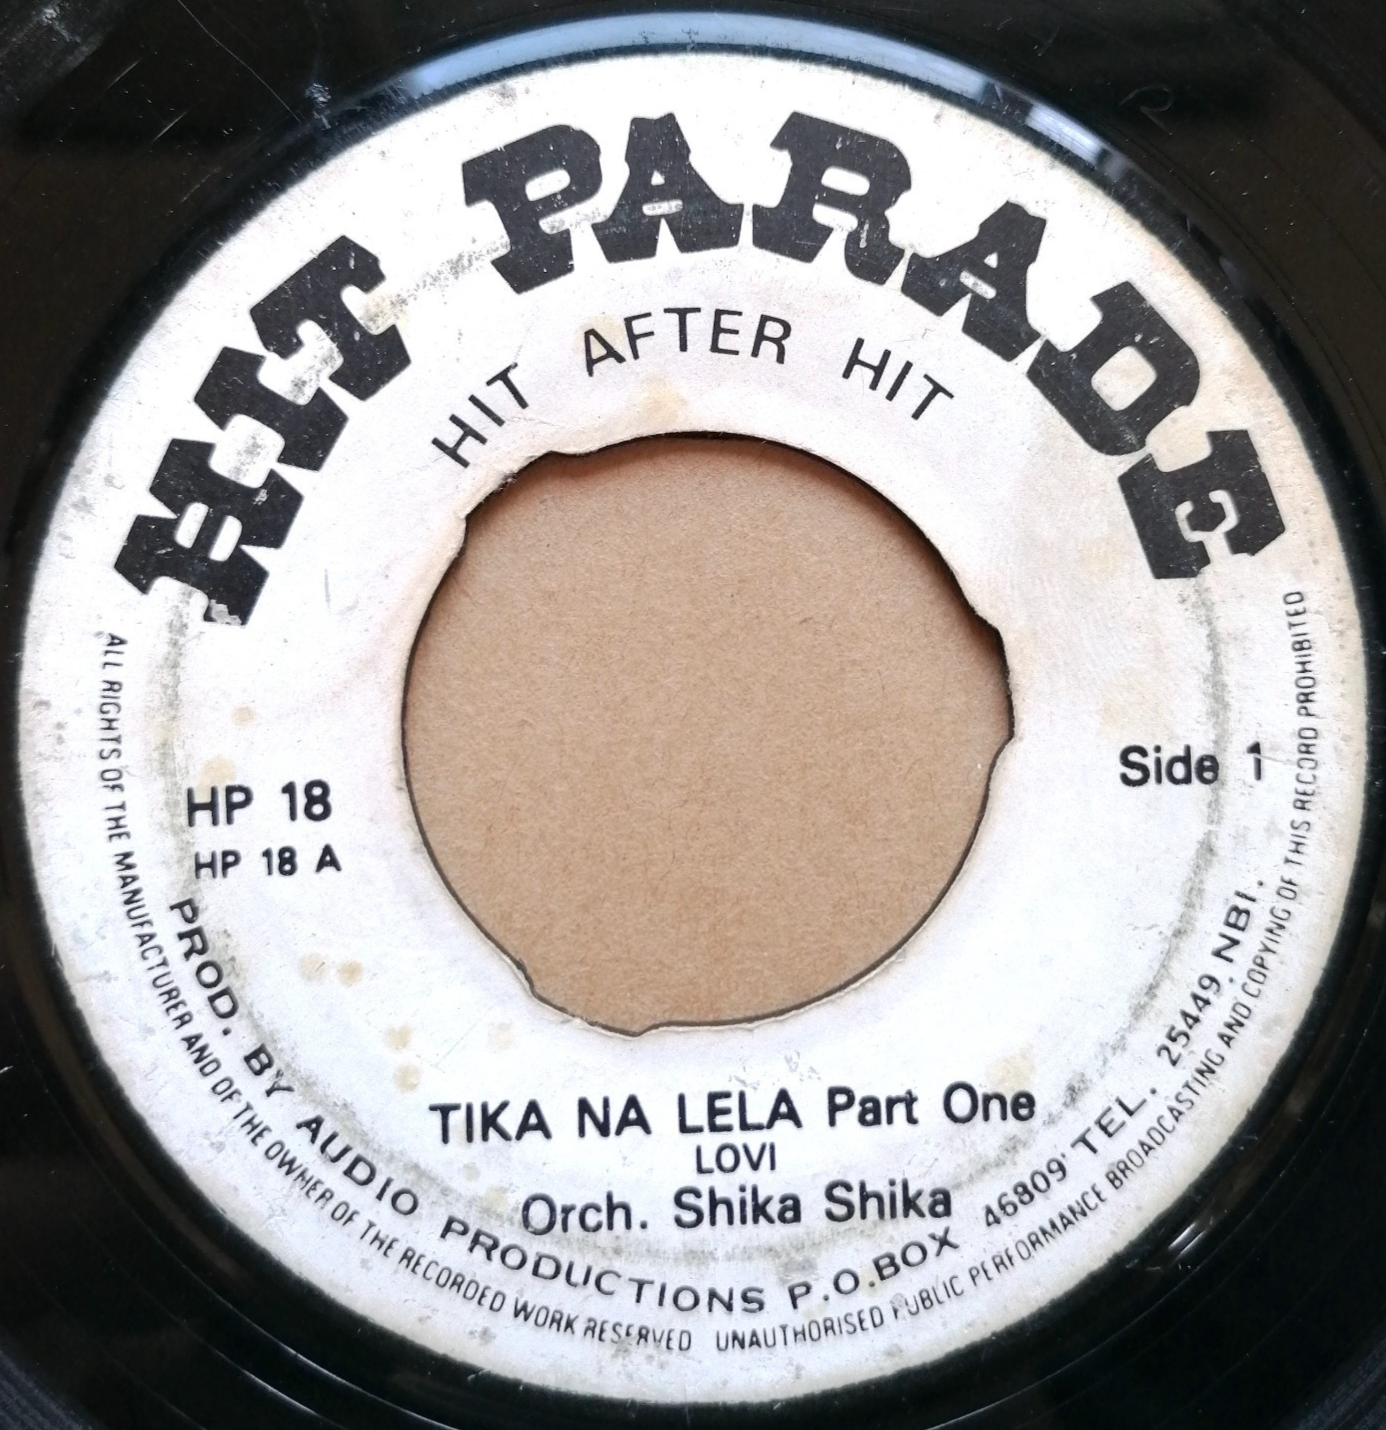 HIT PARADE
HIT AFTER HIT
Side 1
HP 18
HP 18 A
TIKA NA LELA Part One
LOVI
Orch. Shika Shika
PROD. BY AUDIO PRODUCTIONS P.O.BOX 46809 TEL. 25449, NBI.
ALL RIGHTS OF THE MANUFACTURER AND OF THE OWNER OF THE RECORDED WORK RESERVED UNAUTHORISED PUBLIC PERFORMANCE BROADCASTING AND COPYING OF THIS RECORD PROHIBITED